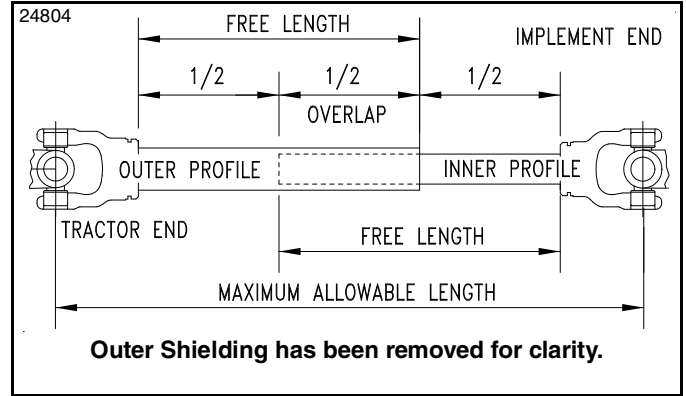 24804
FREE LENGTH
IMPLEMENT END
1/2 1/2 1/2
OVERLAP
OUTER PROFILE INNER PROFILE
TRACTOR END
FREE LENGTH
MAXIMUM ALLOWABLE LENGTH
Outer Shielding has been removed for clarity.